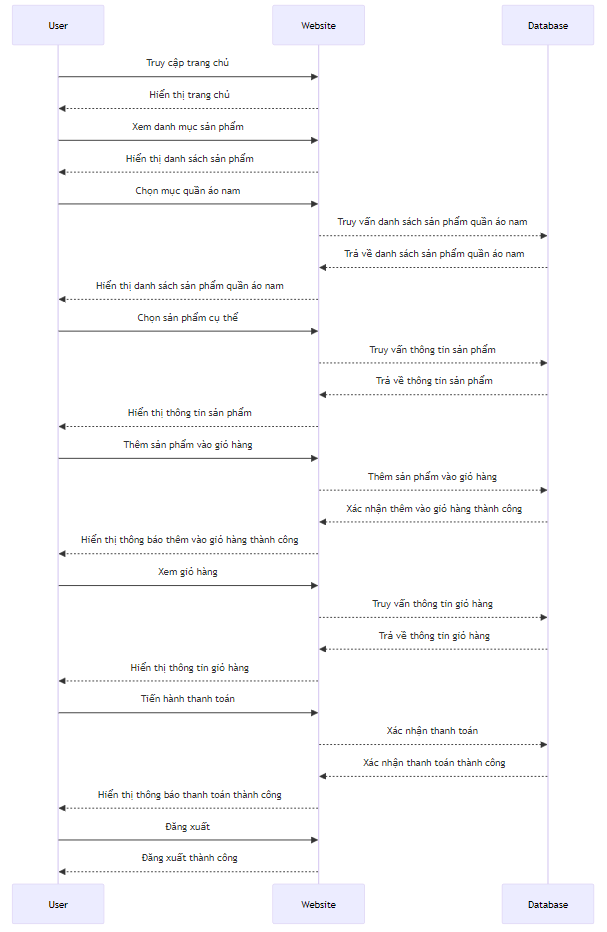 User
Website
Database
Truy cập trang chủ
Hiển thị trang chủ
Xem danh mục sản phẩm
Hiển thị danh sách sản phẩm
Chọn mục quần áo nam
Truy vấn danh sách sản phẩm quần áo nam
Trả về danh sách sản phẩm quần áo nam
Hiển thị danh sách sản phẩm quần áo nam
Chọn sản phẩm cụ thể
Truy vấn thông tin sản phẩm
Trả về thông tin sản phẩm
Hiển thị thông tin sản phẩm
Thêm sản phẩm vào giỏ hàng
Thêm sản phẩm vào giỏ hàng
Xác nhận thêm vào giỏ hàng thành công
Hiển thị thông báo thêm vào giỏ hàng thành công
Xem giỏ hàng
Truy vấn thông tin giỏ hàng
Trả về thông tin giỏ hàng
Hiển thị thông tin giỏ hàng
Tiến hành thanh toán
Xác nhận thanh toán
Xác nhận thanh toán thành công
Hiển thị thông báo thanh toán thành công
Đăng xuất
Đăng xuất thành công
User
Website
Database